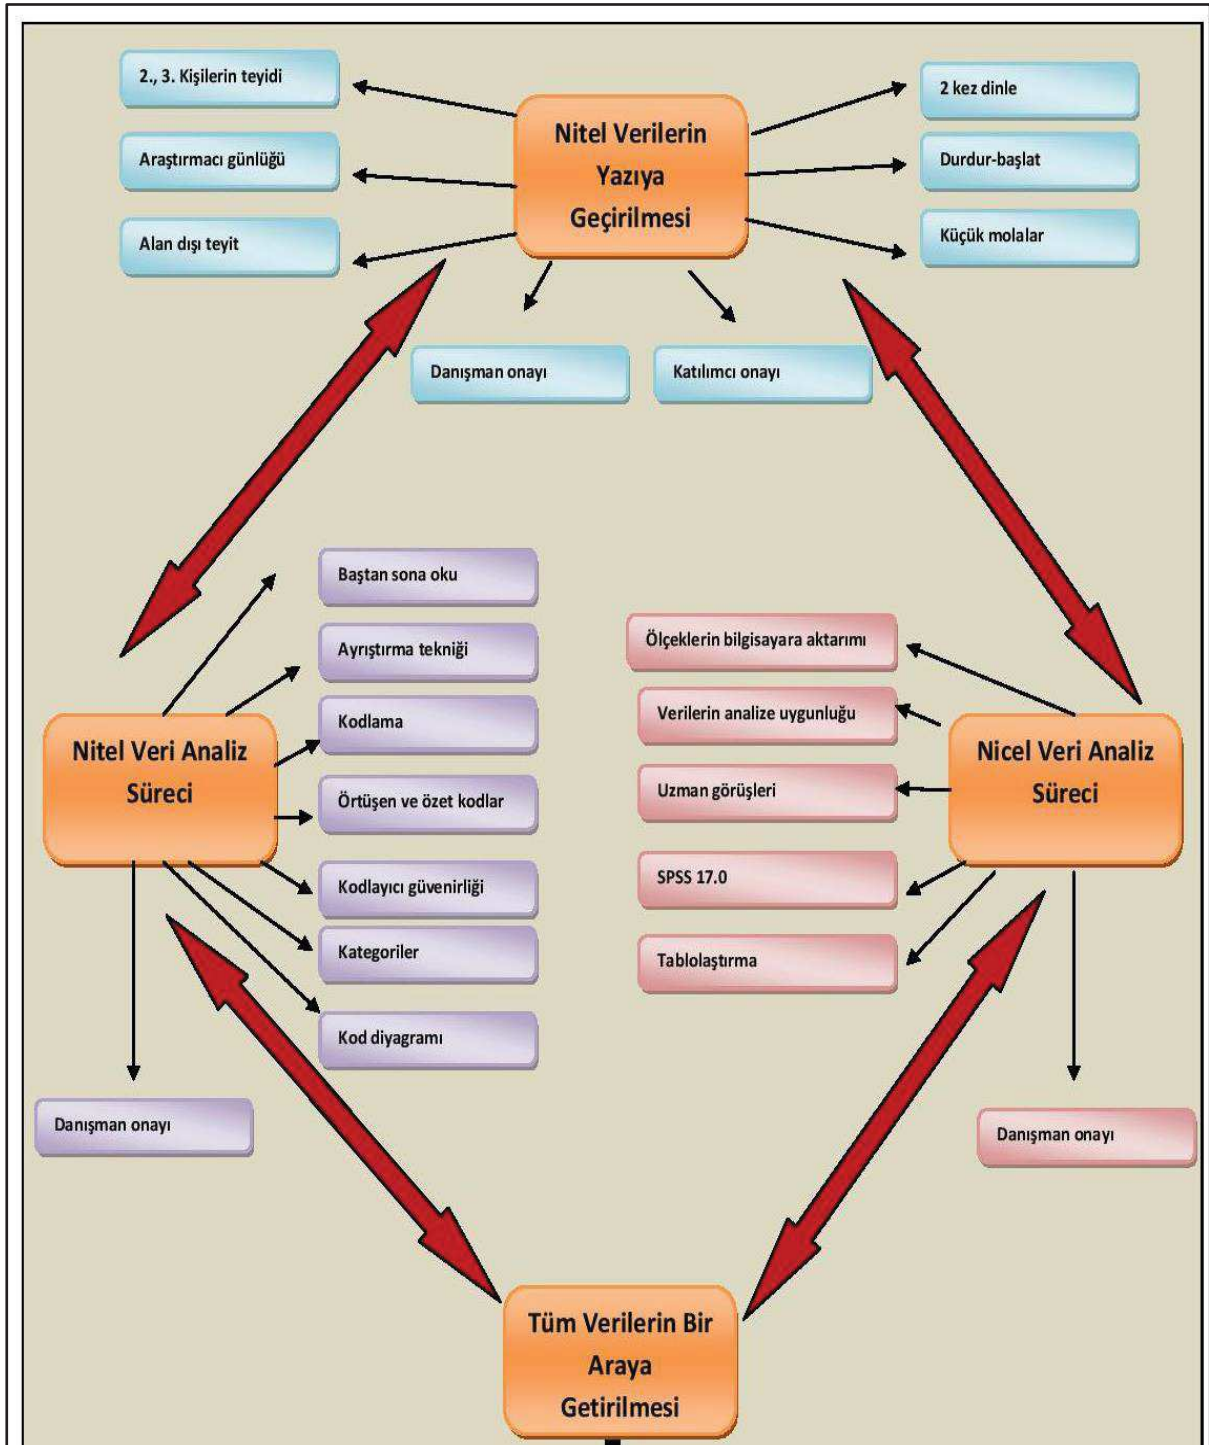 2., 3. Kişilerin teyidi
Araştırmacı günlüğü
Alan dışı teyit
Nitel Verilerin
Yazıya
Geçirilmesi
2 kez dinle
Durdur-başlat
Küçük molalar
Danışman onayı
Katılımcı onayı
Nitel Veri Analiz
Süreci
Baştan sona oku
Ayrıştırma tekniği
Kodlama
Örtüşen ve özet kodlar
Kodlayıcı güvenirliği
Kategoriler
Kod diyagramı
Danışman onayı
Ölçeklerin bilgisayara aktarımı
Verilerin analize uygunluğu
Uzman görüşleri
SPSS 17.0
Tablolaştırma
Nicel Veri Analiz
Süreci
Danışman onayı
Tüm Verilerin Bir
Araya
Getirilmesi